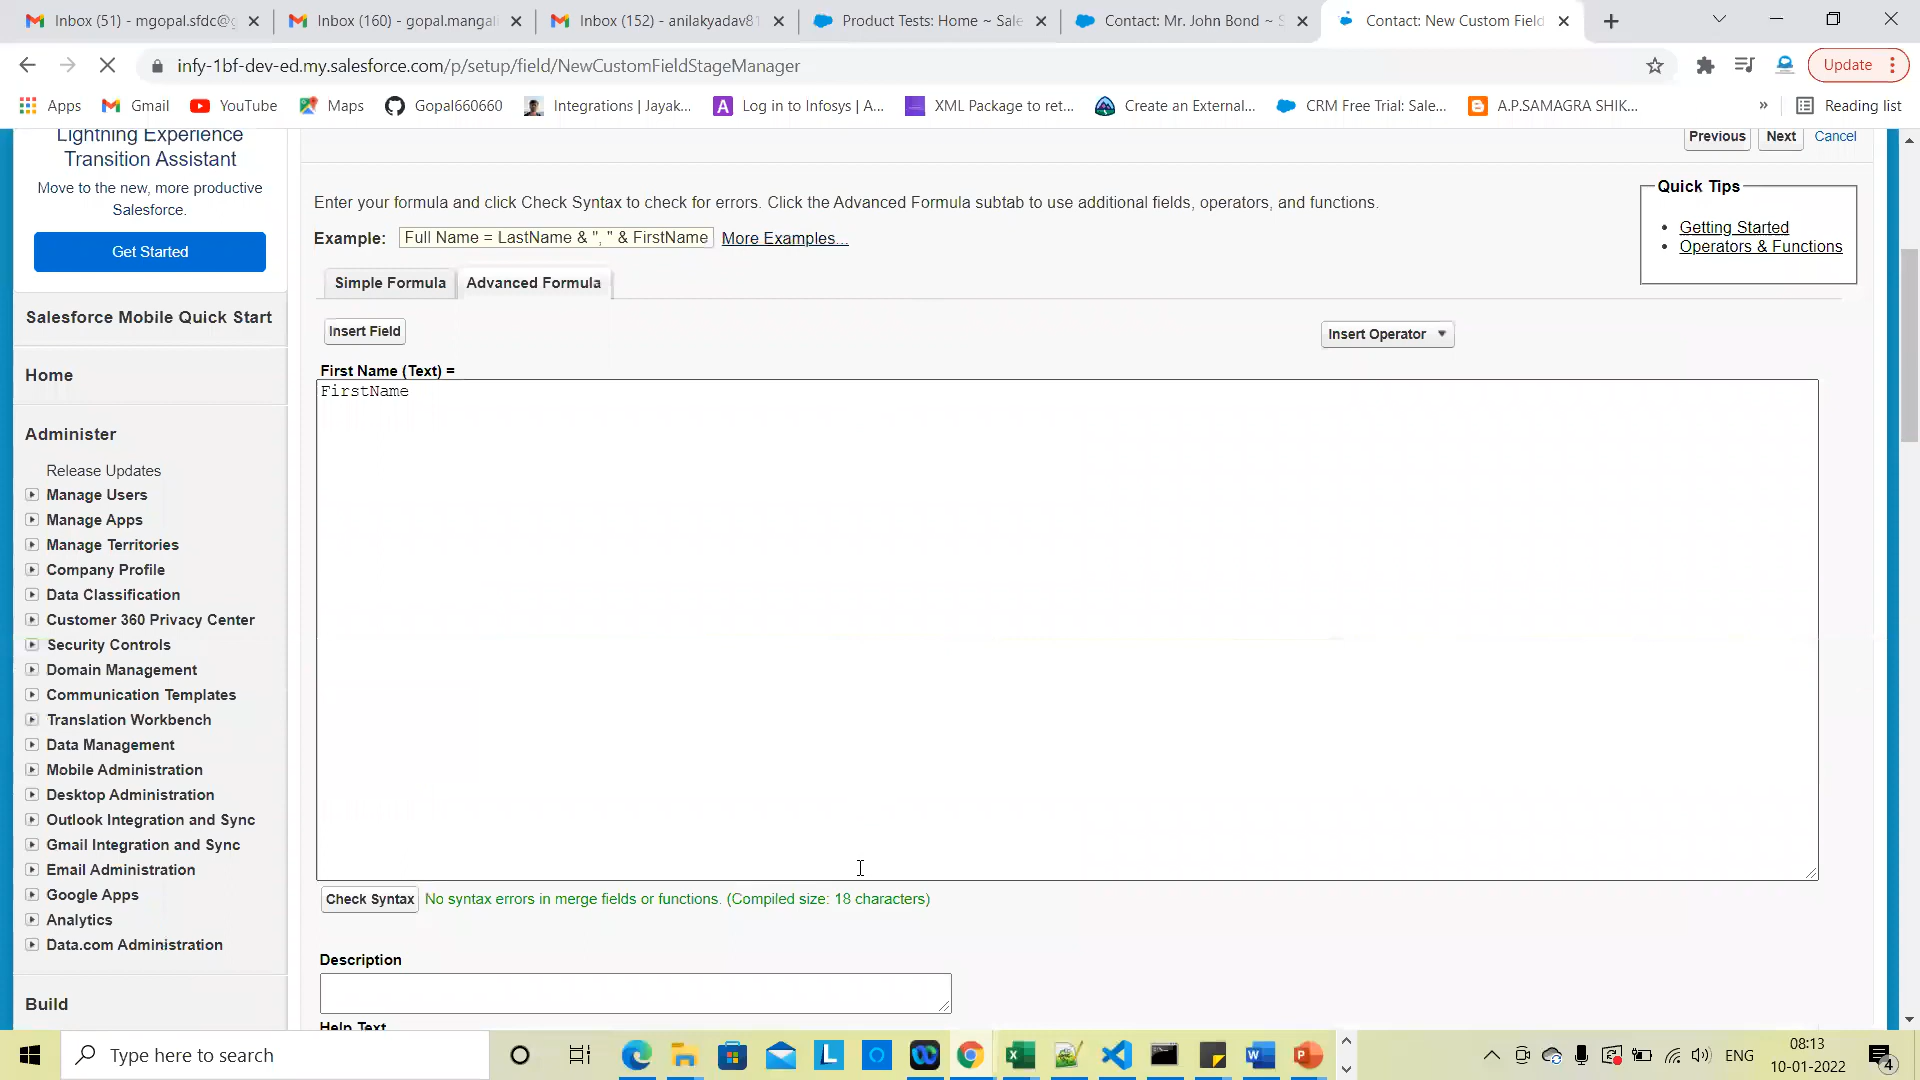 Inbox (51) - mgopal.sfdc@g
Inbox (160) - gopal.mangali
Inbox (152) - anilakyadav81
Product Tests: Home ~ Sale
Contact: Mr. John Bond ~ S
Contact: New Custom Field
infy-1bf-dev-ed.my.salesforce.com/p/setup/field/NewCustomFieldStageManager
Update
Apps
Gmail
YouTube
Maps
Gopal660060
Integrations | Jayak...
Log in to Infosys | A...
XML Package to ret...
Create an External...
CRM Free Trial: Sale...
A.P.SAMAGRA SHIK...
»
Reading list
Lightning Experience
Transition Assistant
Move to the new, more productive
Salesforce.
Get Started
Salesforce Mobile Quick Start
Home
Administer
Release Updates
Manage Users
Manage Apps
Manage Territories
Company Profile
Data Classification
Customer 360 Privacy Center
Security Controls
Domain Management
Communication Templates
Translation Workbench
Data Management
Mobile Administration
Desktop Administration
Outlook Integration and Sync
Gmail Integration and Sync
Email Administration
Google Apps
Analytics
Data.com Administration
Build
Previous
Next
Cancel
Enter your formula and click Check Syntax to check for errors. Click the Advanced Formula subtab to use additional fields, operators, and functions.
Example: Full Name = LastName & ", " & FirstName More Examples...
Quick Tips
Getting Started
Operators & Functions
Simple Formula
Advanced Formula
Insert Field
Insert Operator
First Name (Text) =
FirstName
Check Syntax No syntax errors in merge fields or functions. (Compiled size: 18 characters)
Description
Help Text
Type here to search
ENG
08:13
10-01-2022
4